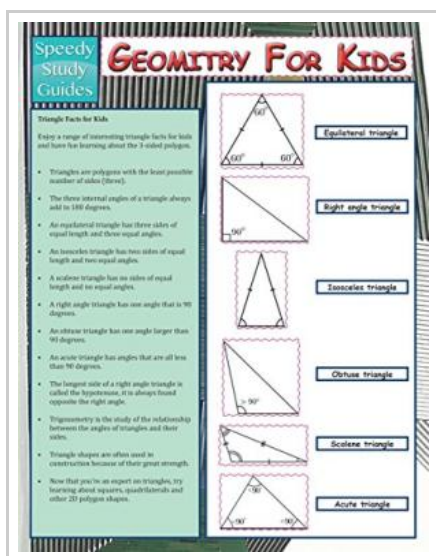 Speedy
Study
Guides
GEOMITRY FOR KIDS
Triangle Facts for Kids
Enjoy a range of interesting triangle facts for kids
and have fun learning about the 3-sided polygon.
• Triangles are polygons with the least possible
number of sides (three).
• The three internal angles of a triangle always
add to 180 degrees.
• An equilateral triangle has three sides of
equal length and three equal angles.
• An isosceles triangle has two sides of equal
length and two equal angles.
• A scalene triangle has no sides of equal
length and no equal angles.
• A right angle triangle has one angle that is 90
degrees.
• An obtuse triangle has one angle larger than
90 degrees.
• An acute triangle has angles that are all less
than 90 degrees.
• The longest side of a right angle triangle is
called the hypotenuse, it is always found
opposite the right angle.
• Trigonometry is the study of the relationship
between the angles of triangles and their
sides.
• Triangle shapes are often used in
construction because of their great strength.
• Now that you're an expert on triangles, try
learning about squares, quadrilaterals and
other 2D polygon shapes.
60°
60° 60°
Equilateral triangle
90°
Right angle triangle
Isosceles triangle
> 90°
Obtuse triangle
Scalene triangle
<90°
<90° <90°
Acute triangle